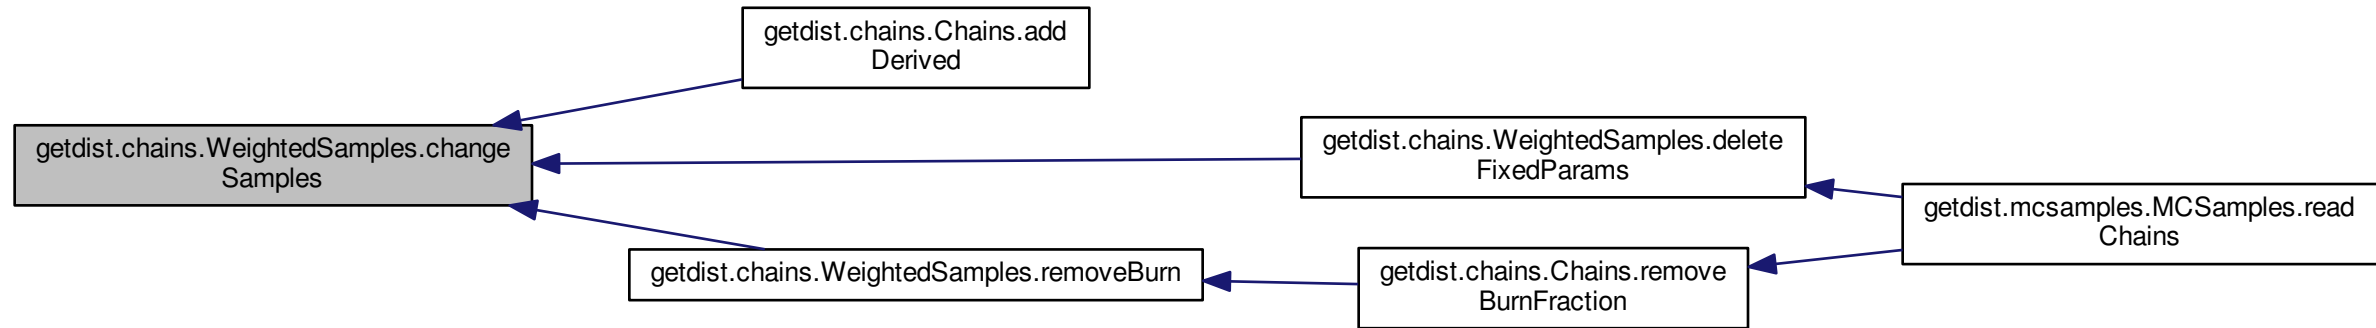 getdist.chains.Chains.add
Derived
getdist.chains.WeightedSamples.change
Samples
getdist.chains.WeightedSamples.delete
FixedParams
getdist.mcsamples.MCSamples.read
Chains
getdist.chains.WeightedSamples.removeBurn
getdist.chains.Chains.remove
BurnFraction